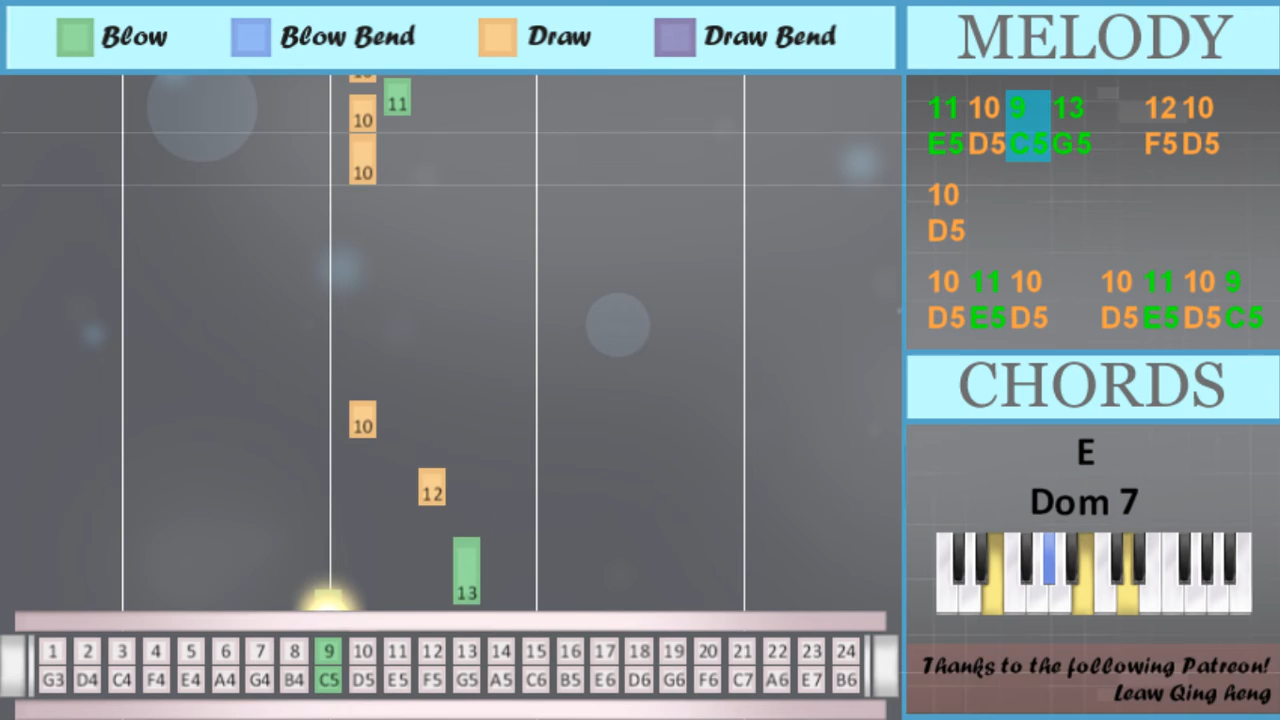 Blow Blow Bend Draw Draw Bend
MELODY
11 10 9 13 12 10
E5 D5 C5 G5 F5 D5
10
D5
10 11 10 10 11 10 9
D5 E5 D5 D5 E5 D5 C5
CHORDS
E
Dom 7
Thanks to the following Patreon!
Leaw Qing heng
11
10
10
10
12
13
1 2 3 4 5 6 7 8 9 10 11 12 13 14 15 16 17 18 19 20 21 22 23 24
G3 D4 C4 F4 E4 A4 G4 B4 C5 D5 E5 F5 G5 A5 C6 B5 E6 D6 G6 F6 C7 A6 E7 B6